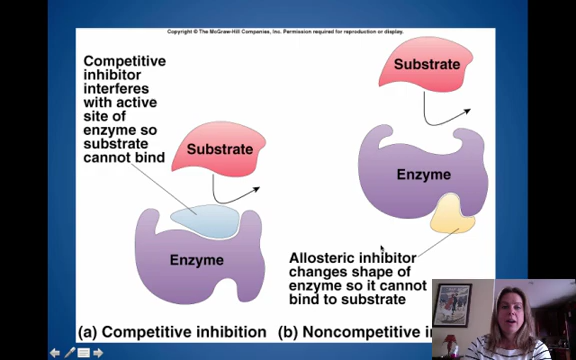 Copyright © The McGraw-Hill Companies, Inc. Permission required for reproduction or display.
Competitive
inhibitor
interferes
with active
site of
enzyme so
substrate
cannot bind
Substrate
Enzyme
(a) Competitive inhibition
Substrate
Enzyme
Allosteric inhibitor
changes shape of
enzyme so it cannot
bind to substrate
(b) Noncompetitive in